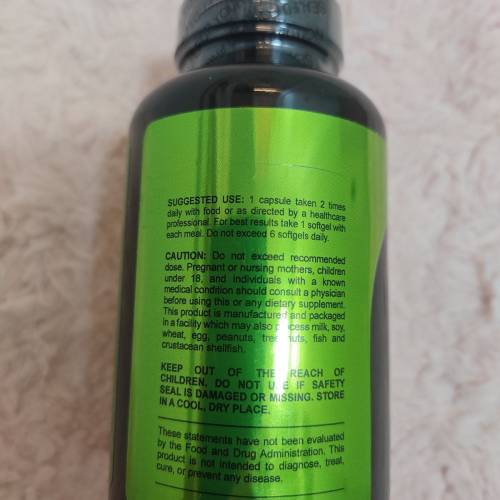 SUGGESTED USE: 1 capsule taken 2 times
daily with food or as directed by a healthcare
professional. For best results take 1 softgel with
each meal. Do not exceed 6 softgels daily.
CAUTION: Do not exceed recommended
dose. Pregnant or nursing mothers, children
under 18, and individuals with a known
medical condition should consult a physician
before using this or any dietary supplement.
This product is manufactured and packaged
in a facility which may also process milk, soy,
wheat, egg, peanuts, tree nuts, fish and
crustacean shellfish.
KEEP OUT OF THE REACH OF
CHILDREN. DO NOT USE IF SAFETY
SEAL IS DAMAGED OR MISSING. STORE
IN A COOL, DRY PLACE.
These statements have not been evaluated
by the Food and Drug Administration. This
product is not intended to diagnose, treat,
cure, or prevent any disease.